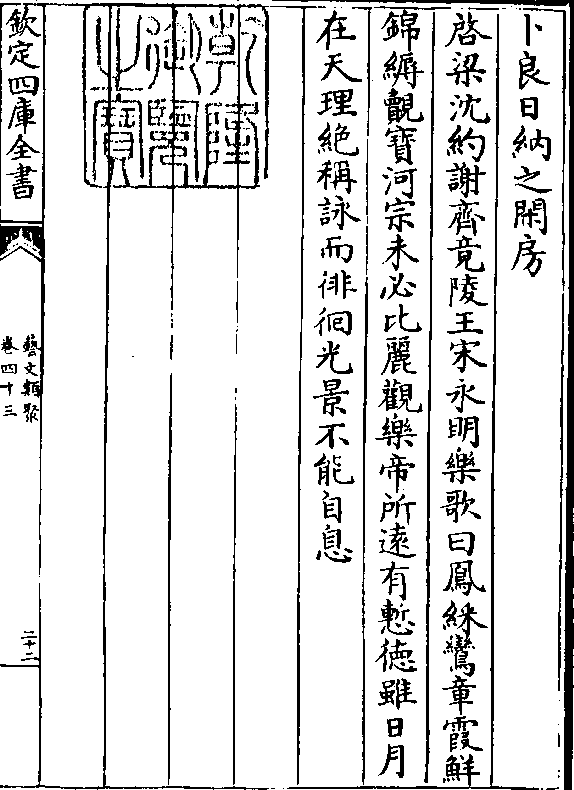 卜良日納之閑房
啓梁沈約謝齊竟陵王宋永明樂歌曰鳳綵鸞章霞鮮
錦縟觀寶河宗未必比麗觀樂帝所逺有慙徳雖日月
在天理絶稱詠而徘徊光景不能自息
乾隆御覽之寶
欽定四庫全書
藝文類聚
卷四十三
二十二